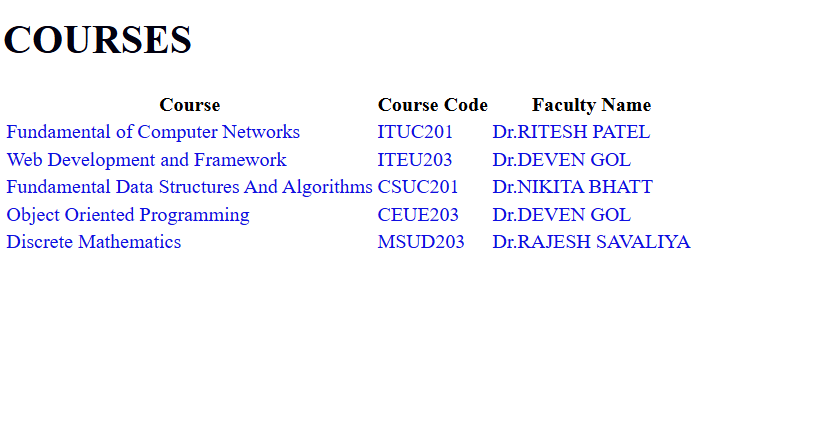 COURSES
Course Course Code Faculty Name
Fundamental of Computer Networks ITUC201 Dr.RITESH PATEL
Web Development and Framework ITEU203 Dr.DEVEN GOL
Fundamental Data Structures And Algorithms CSUC201 Dr.NIKITA BHATT
Object Oriented Programming CEUE203 Dr.DEVEN GOL
Discrete Mathematics MSUD203 Dr.RAJESH SAVALIYA